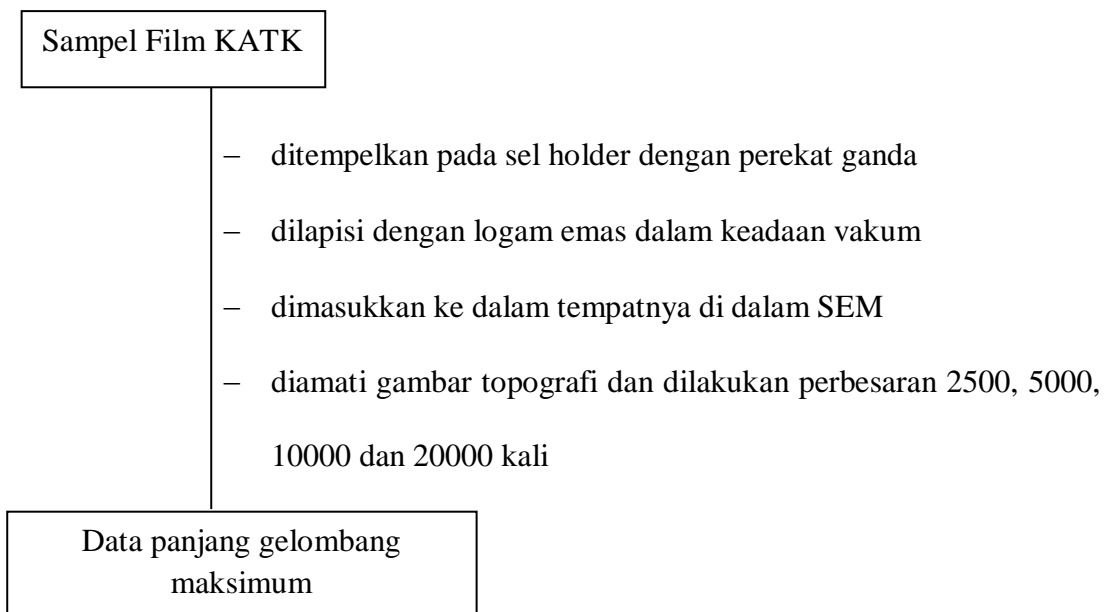 Sampel Film KATK
– ditempelkan pada sel holder dengan perekat ganda
– dilapisi dengan logam emas dalam keadaan vakum
– dimasukkan ke dalam tempatnya di dalam SEM
– diamati gambar topografi dan dilakukan perbesaran 2500, 5000,
10000 dan 20000 kali
Data panjang gelombang
maksimum